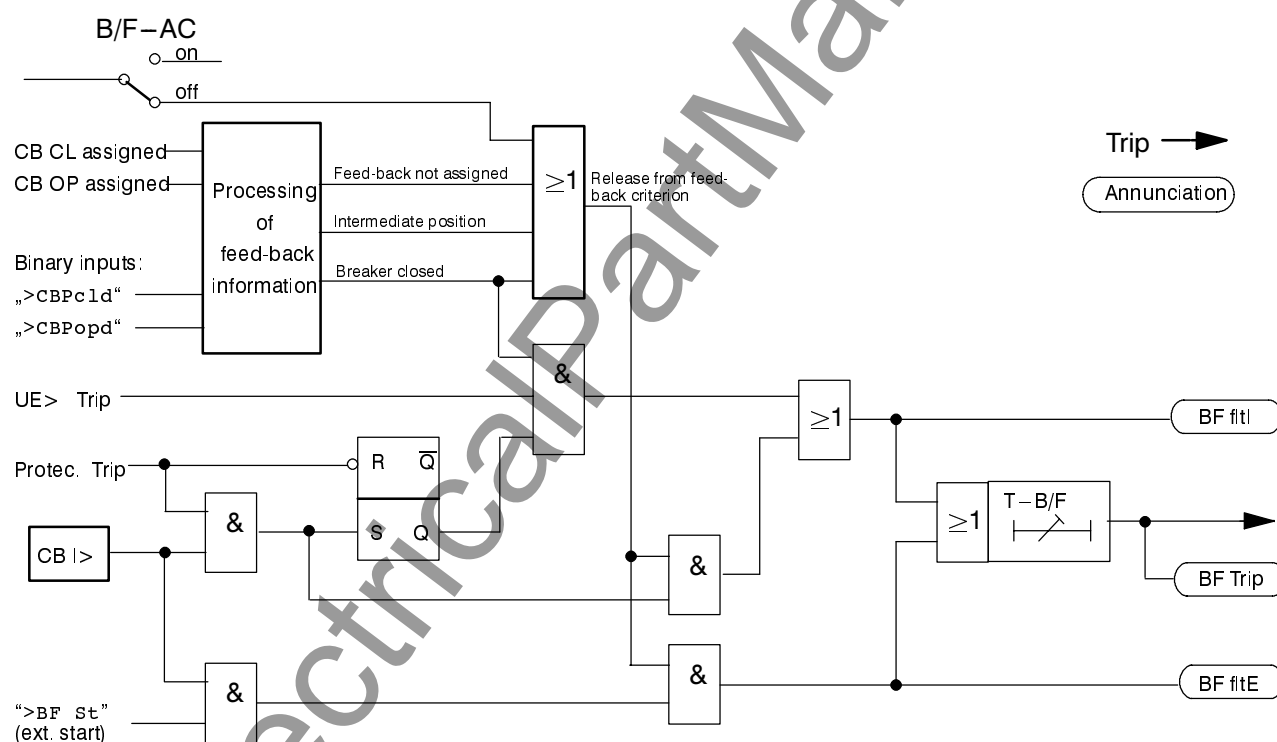 B/F–AC
on
off
CB CL assigned
CB OP assigned
Processing
of
feed-back
information
Feed-back not assigned
Intermediate position
Breaker closed
≥1
Release from feed-
back criterion
Trip
Annunciation
Binary inputs:
„>CBPcld“
„>CBPopd“
&
UE> Trip
≥1
BF fltI
Protec. Trip
R Q̅
S Q
&
T–B/F
≥1
CB I>
&
BF Trip
&
&
BF fltE
“>BF St"
(ext. start)
ectricalPartMa